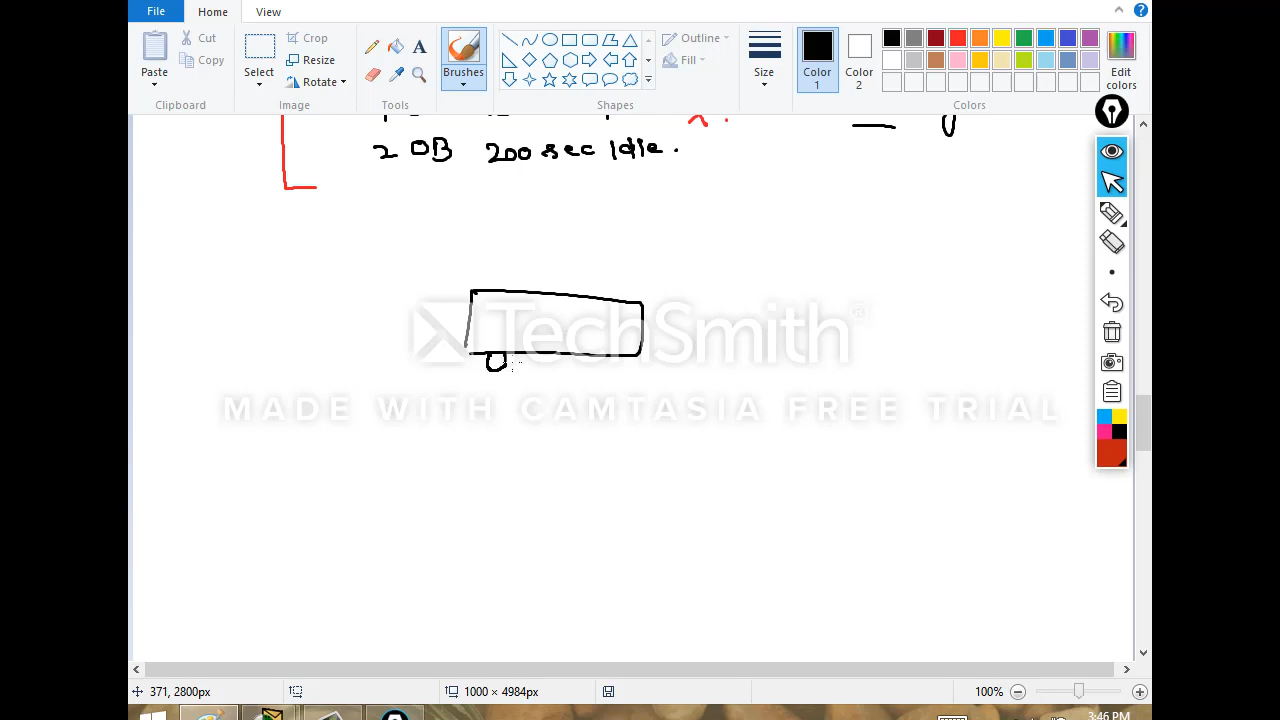 File Home View
Cut
Copy
Paste
Select
Crop
Resize
Rotate
Brushes
Outline
Fill
Size
Color
1
Color
2
Edit
colors
Clipboard
Image
Tools
Shapes
Colors
2 OB 200 sec Idle.
TechSmith®
MADE WITH CAMTASIA FREE TRIAL
371, 2800px
1000 × 4984px
100%
3:46 PM